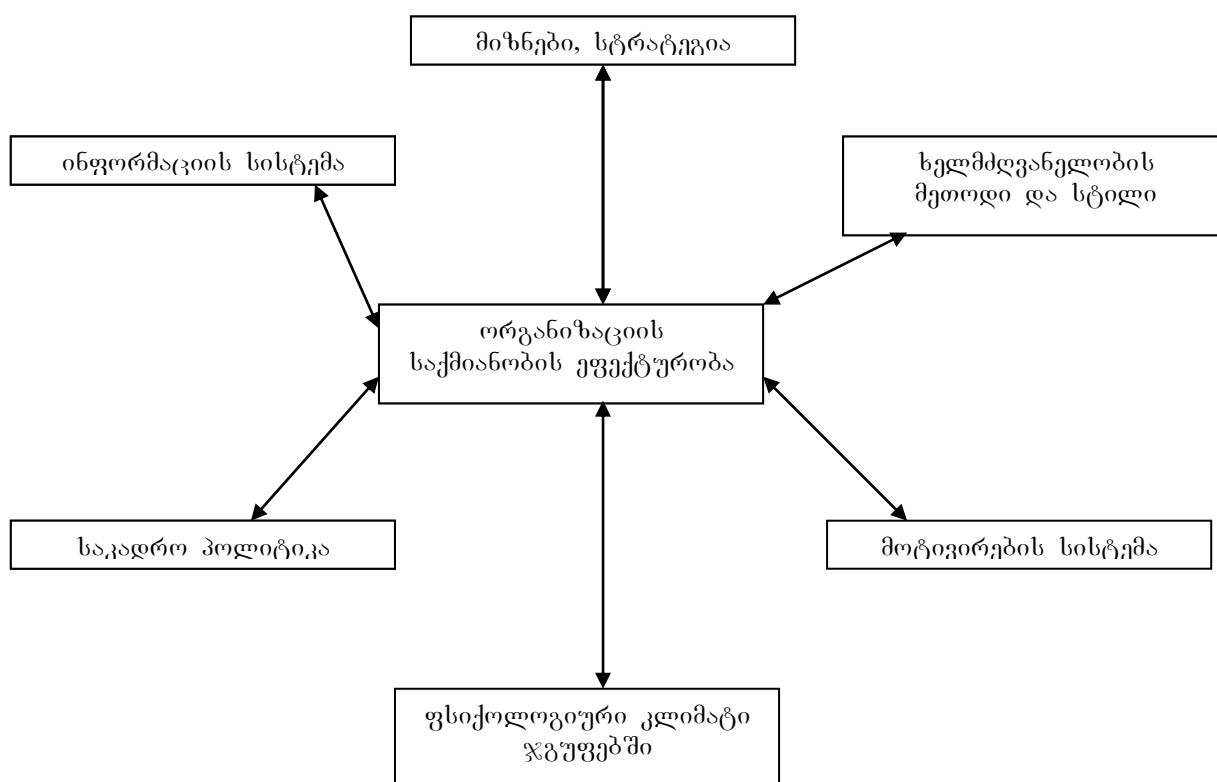 მიზნები, სტრატეგია
ინფორმაციის სისტემა
ხელმძღვანელობის
მეთოდი და სტილი
ორგანიზაციის
საქმიანობის ეფექტურობა
საკადრო პოლიტიკა
მოტივირების სისტემა
ფსიქოლოგიური კლიმატი
ჯგუფებში